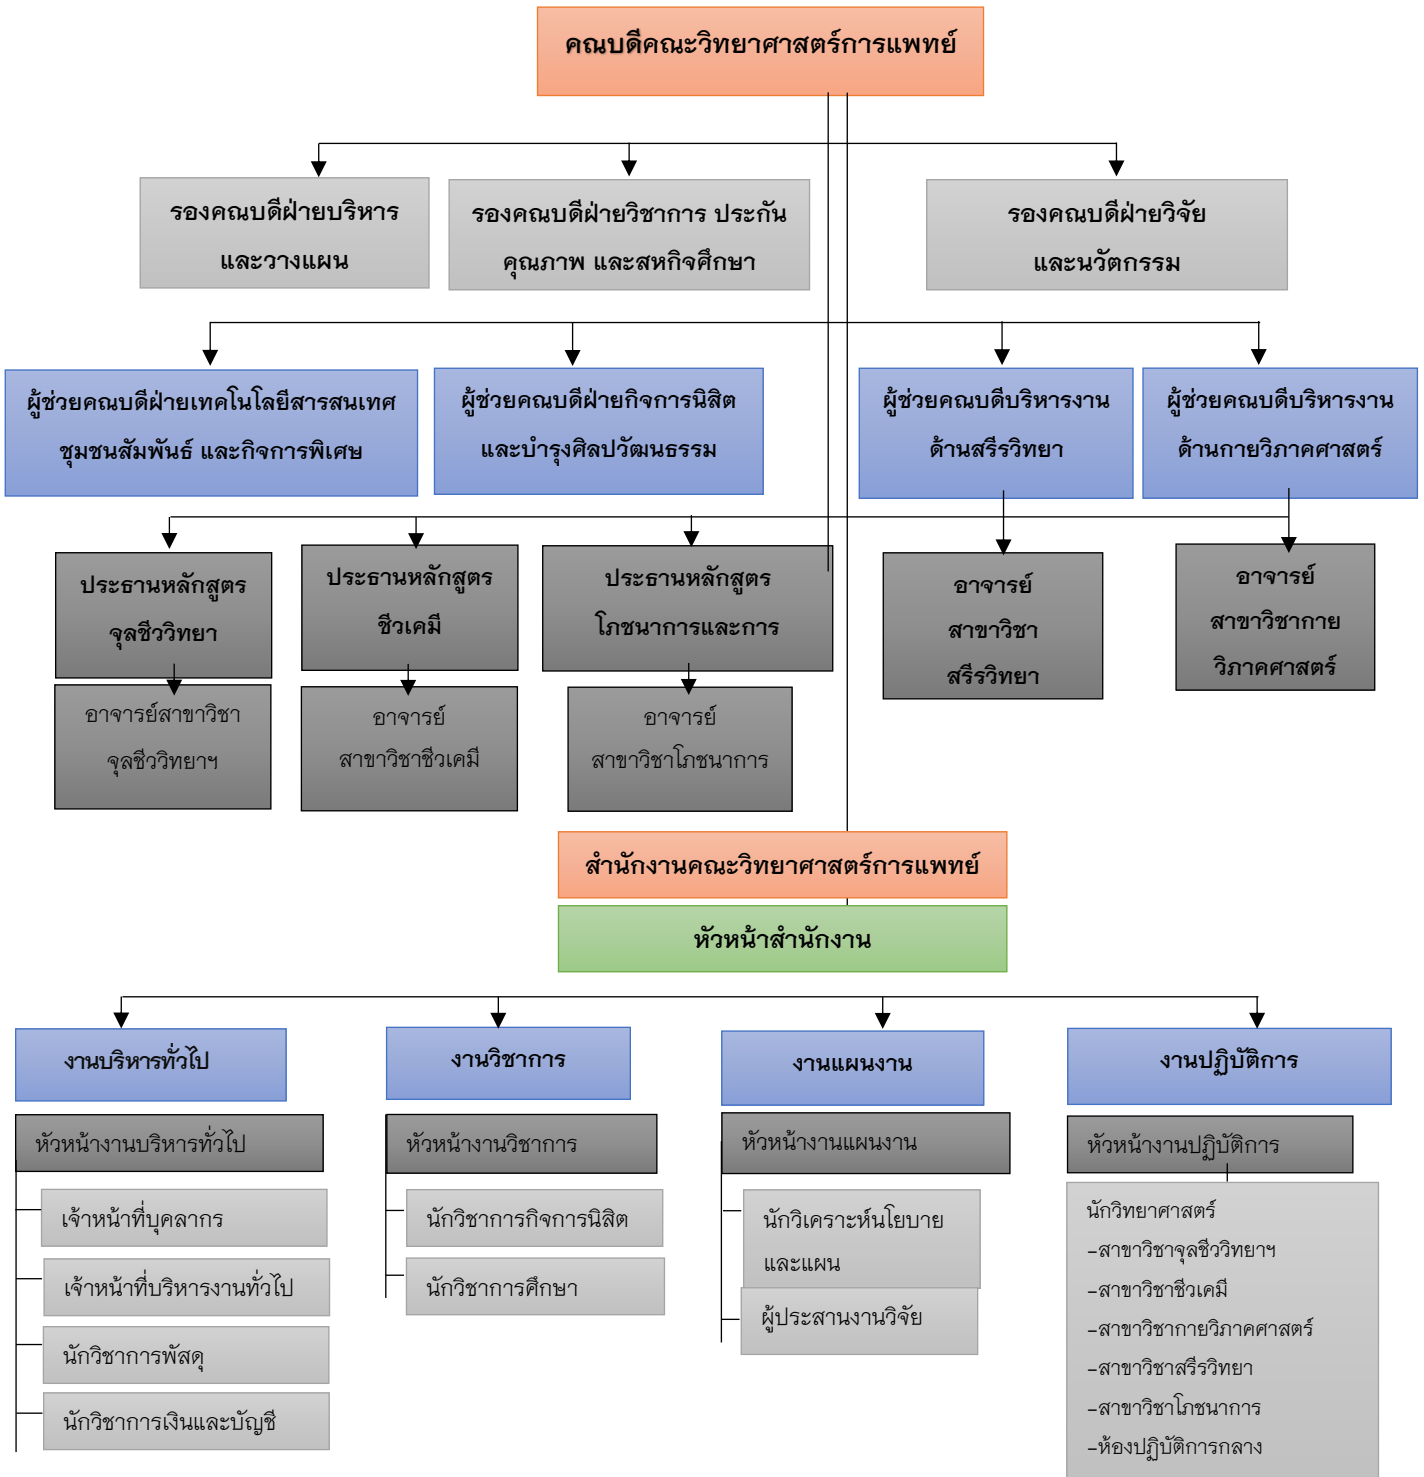 คณบดีคณะวิทยาศาสตร์การแพทย์
รองคณบดีฝ่ายบริหาร
และวางแผน
รองคณบดีฝ่ายวิชาการ ประกัน
คุณภาพ และสหกิจศึกษา
รองคณบดีฝ่ายวิจัย
และนวัตกรรม
ผู้ช่วยคณบดีฝ่ายเทคโนโลยีสารสนเทศ
ชุมชนสัมพันธ์ และกิจการพิเศษ
ผู้ช่วยคณบดีฝ่ายกิจการนิสิต
และบำรุงศิลปวัฒนธรรม
ผู้ช่วยคณบดีบริหารงาน
ด้านสรีรวิทยา
ผู้ช่วยคณบดีบริหารงาน
ด้านกายวิภาคศาสตร์
ประธานหลักสูตร
จุลชีววิทยา
ประธานหลักสูตร
ชีวเคมี
ประธานหลักสูตร
โภชนาการและการ
อาจารย์
สาขาวิชา
สรีรวิทยา
อาจารย์
สาขาวิชากาย
วิภาคศาสตร์
อาจารย์สาขาวิชา
จุลชีววิทยาฯ
อาจารย์
สาขาวิชาชีวเคมี
อาจารย์
สาขาวิชาโภชนาการ
สำนักงานคณะวิทยาศาสตร์การแพทย์
หัวหน้าสำนักงาน
งานบริหารทั่วไป
หัวหน้างานบริหารทั่วไป
เจ้าหน้าที่บุคลากร
เจ้าหน้าที่บริหารงานทั่วไป
นักวิชาการพัสดุ
นักวิชาการเงินและบัญชี
งานวิชาการ
หัวหน้างานวิชาการ
นักวิชาการกิจการนิสิต
นักวิชาการศึกษา
งานแผนงาน
หัวหน้างานแผนงาน
นักวิเคราะห์นโยบาย
และแผน
ผู้ประสานงานวิจัย
งานปฏิบัติการ
หัวหน้างานปฏิบัติการ
นักวิทยาศาสตร์
-สาขาวิชาจุลชีววิทยาฯ
-สาขาวิชาชีวเคมี
-สาขาวิชากายวิภาคศาสตร์
-สาขาวิชาสรีรวิทยา
-สาขาวิชาโภชนาการ
-ห้องปฏิบัติการกลาง